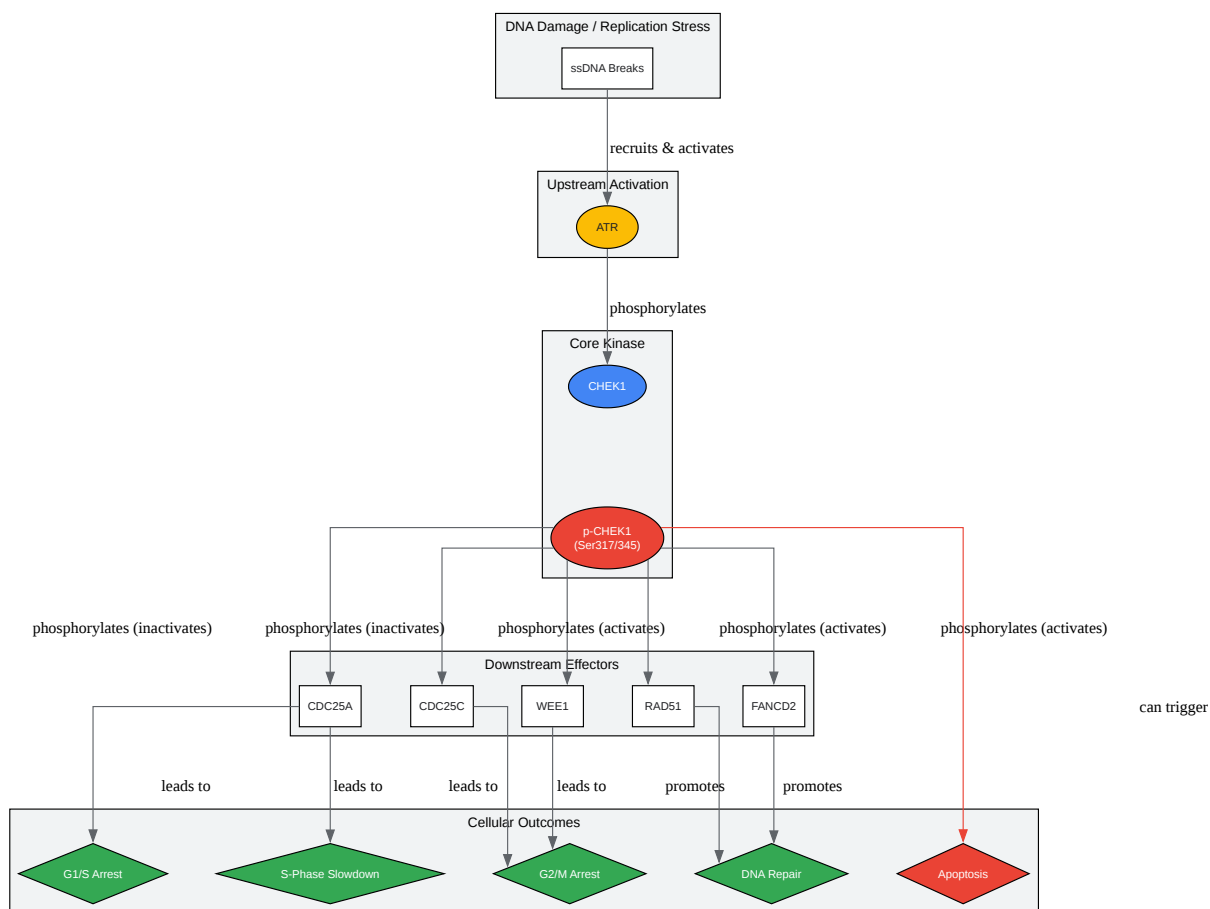 DNA Damage / Replication Stress
ssDNA Breaks
recruits & activates
Upstream Activation
ATR
phosphorylates
Core Kinase
CHEK1
p-CHEK1
(Ser317/345)
phosphorylates (inactivates)
phosphorylates (inactivates)
phosphorylates (activates)
phosphorylates (activates)
phosphorylates (activates)
Downstream Effectors
CDC25A
CDC25C
WEE1
RAD51
FANCD2
can trigger
leads to
leads to
leads to
leads to
promotes
promotes
Cellular Outcomes
G1/S Arrest
S-Phase Slowdown
G2/M Arrest
DNA Repair
Apoptosis